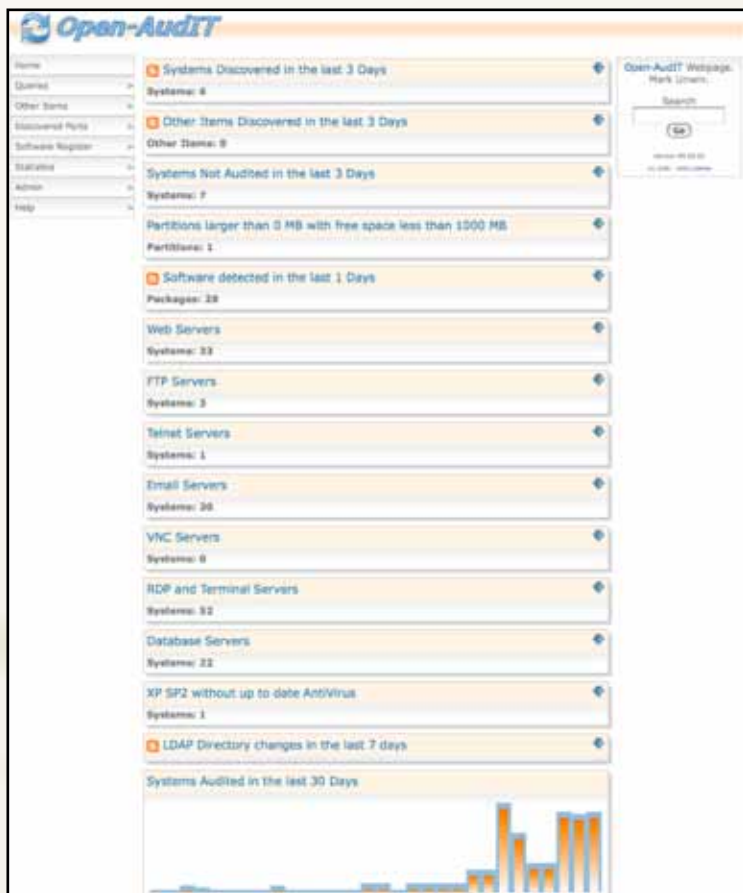 Open-AudIT
Home
Queries
Other Items
Discovered Ports
Software Register
Statistics
Admin
Help
Systems Discovered in the last 3 Days
Systems: 6
Other Items Discovered in the last 3 Days
Other Items: 0
Systems Not Audited in the last 3 Days
Systems: 7
Partitions larger than 0 MB with free space less than 1000 MB
Partitions: 1
Software detected in the last 1 Days
Packages: 28
Web Servers
Systems: 33
FTP Servers
Systems: 3
Telnet Servers
Systems: 1
Email Servers
Systems: 20
VNC Servers
Systems: 0
RDP and Terminal Servers
Systems: 52
Database Servers
Systems: 22
XP SP2 without up to date AntiVirus
Systems: 1
LDAP Directory changes in the last 7 days
Systems Audited in the last 30 Days
Open-AudIT Webpage.
Mark Unwin.
Search
Go